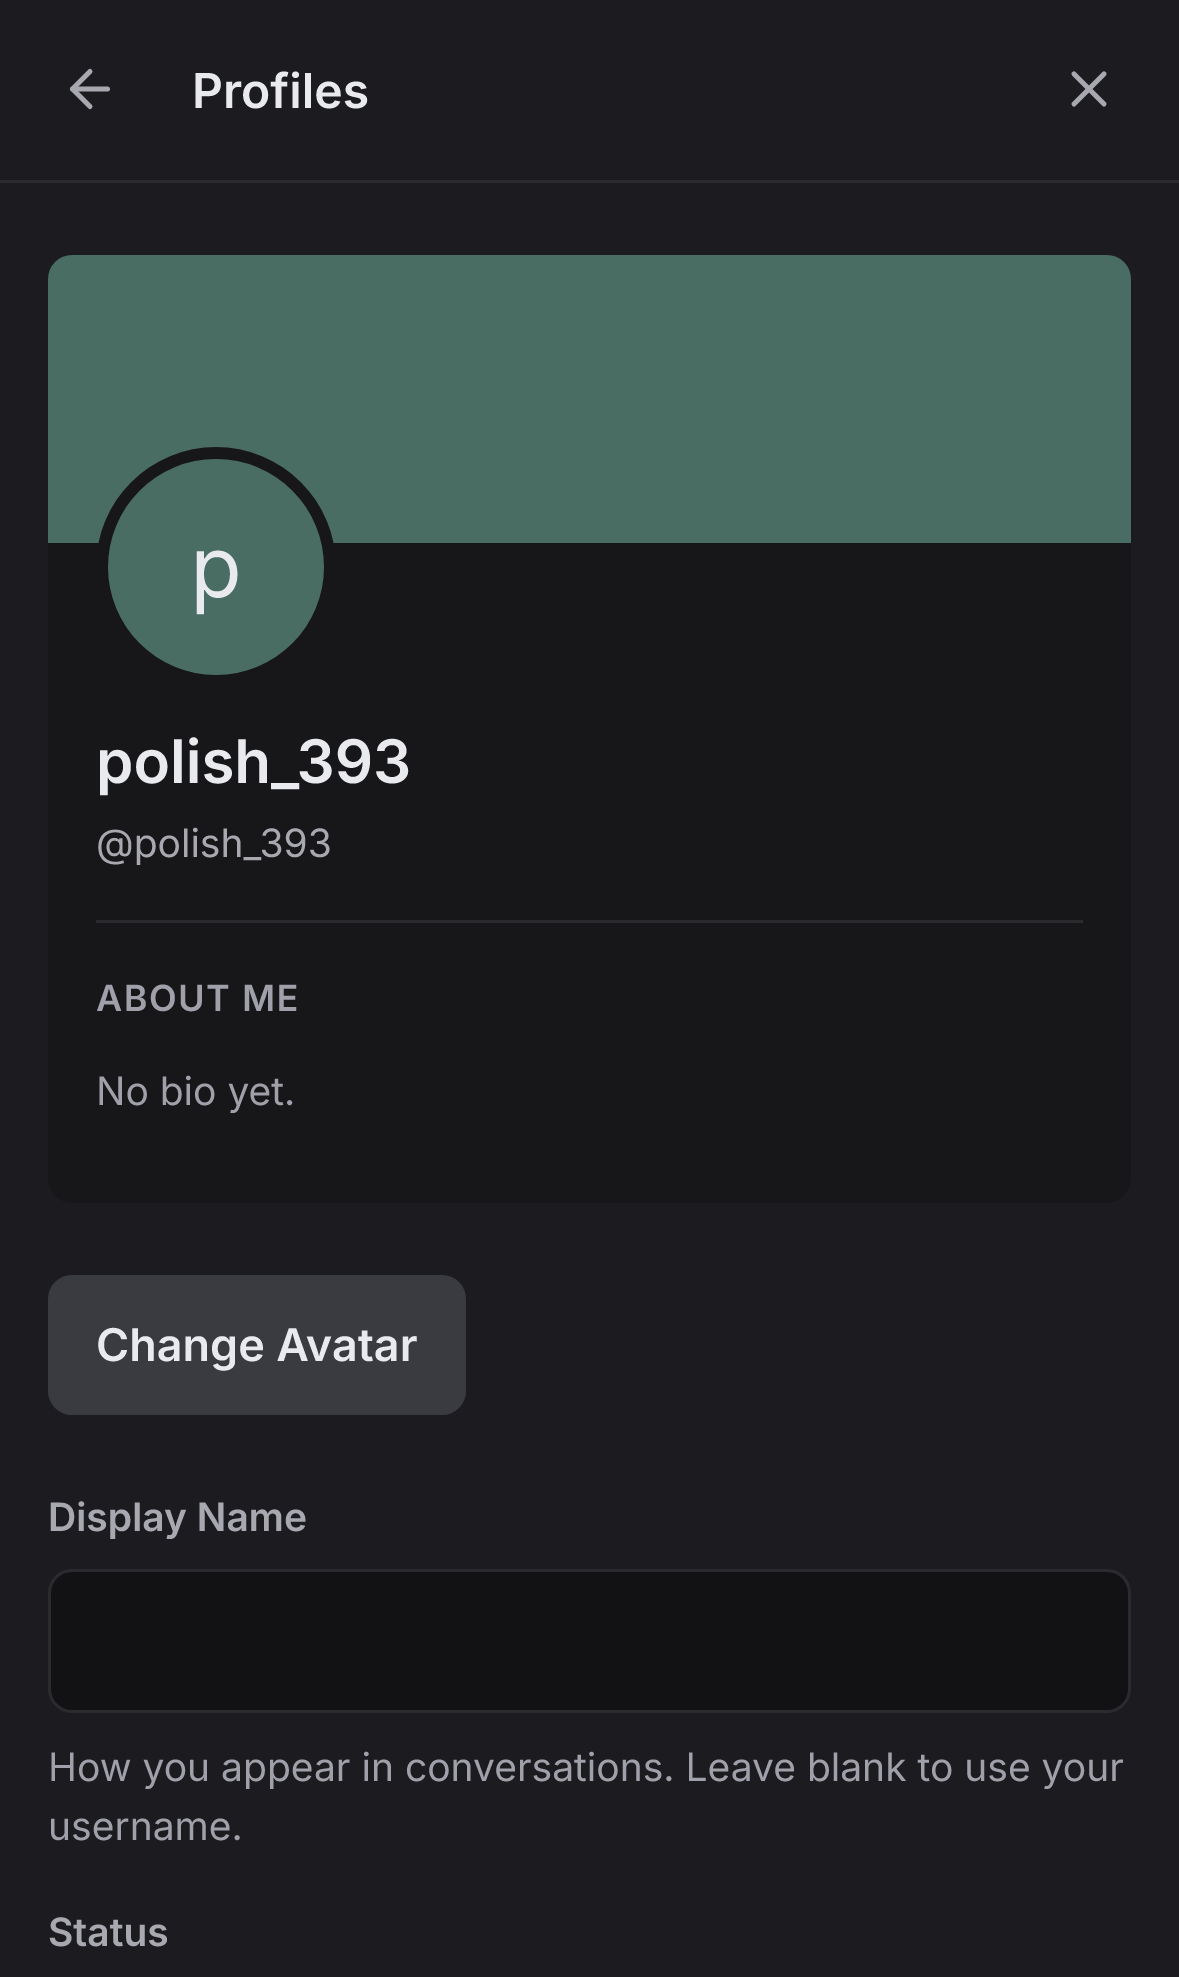 Profiles
p
polish_393
@polish_393
ABOUT ME
No bio yet.
Change Avatar
Display Name
How you appear in conversations. Leave blank to use your
username.
Status